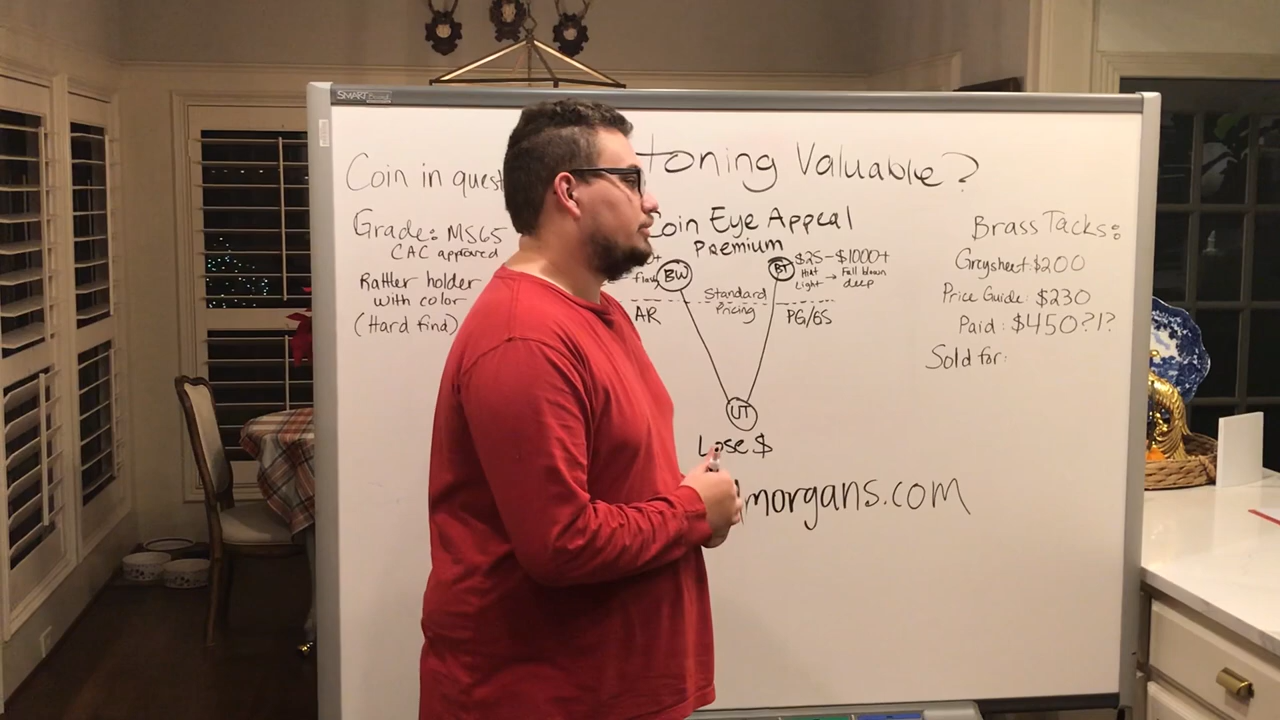 SMART
toning Valuable?
Coin in quest
Grade: MS65
CAC approved
Rattler holder
with color
(Hard find)
Coin Eye Appeal
Premium
BW
BT
$25-$1000+
Hint → Full blown
Light deep
Standard
Pricing
AR
PG/GS
UT
Lose $
morgans.com
Brass Tacks:
Greysheet: $200
Price Guide: $230
Paid: $450?!?
Sold for: